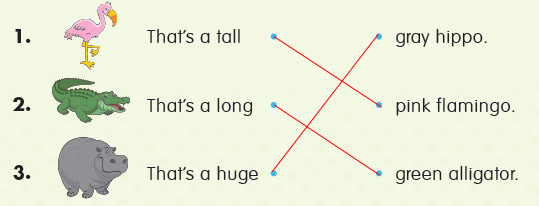 1. That's a tall gray hippo.
2. That's a long pink flamingo.
3. That's a huge green alligator.